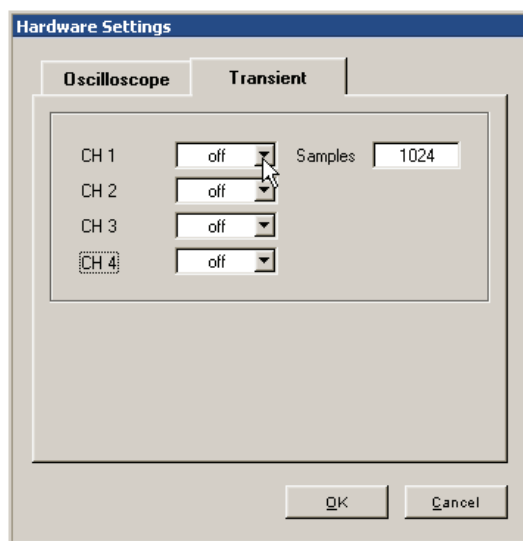 Hardware Settings
Oscilloscope Transient
CH 1 off Samples 1024
CH 2 off
CH 3 off
CH 4 off
OK Cancel